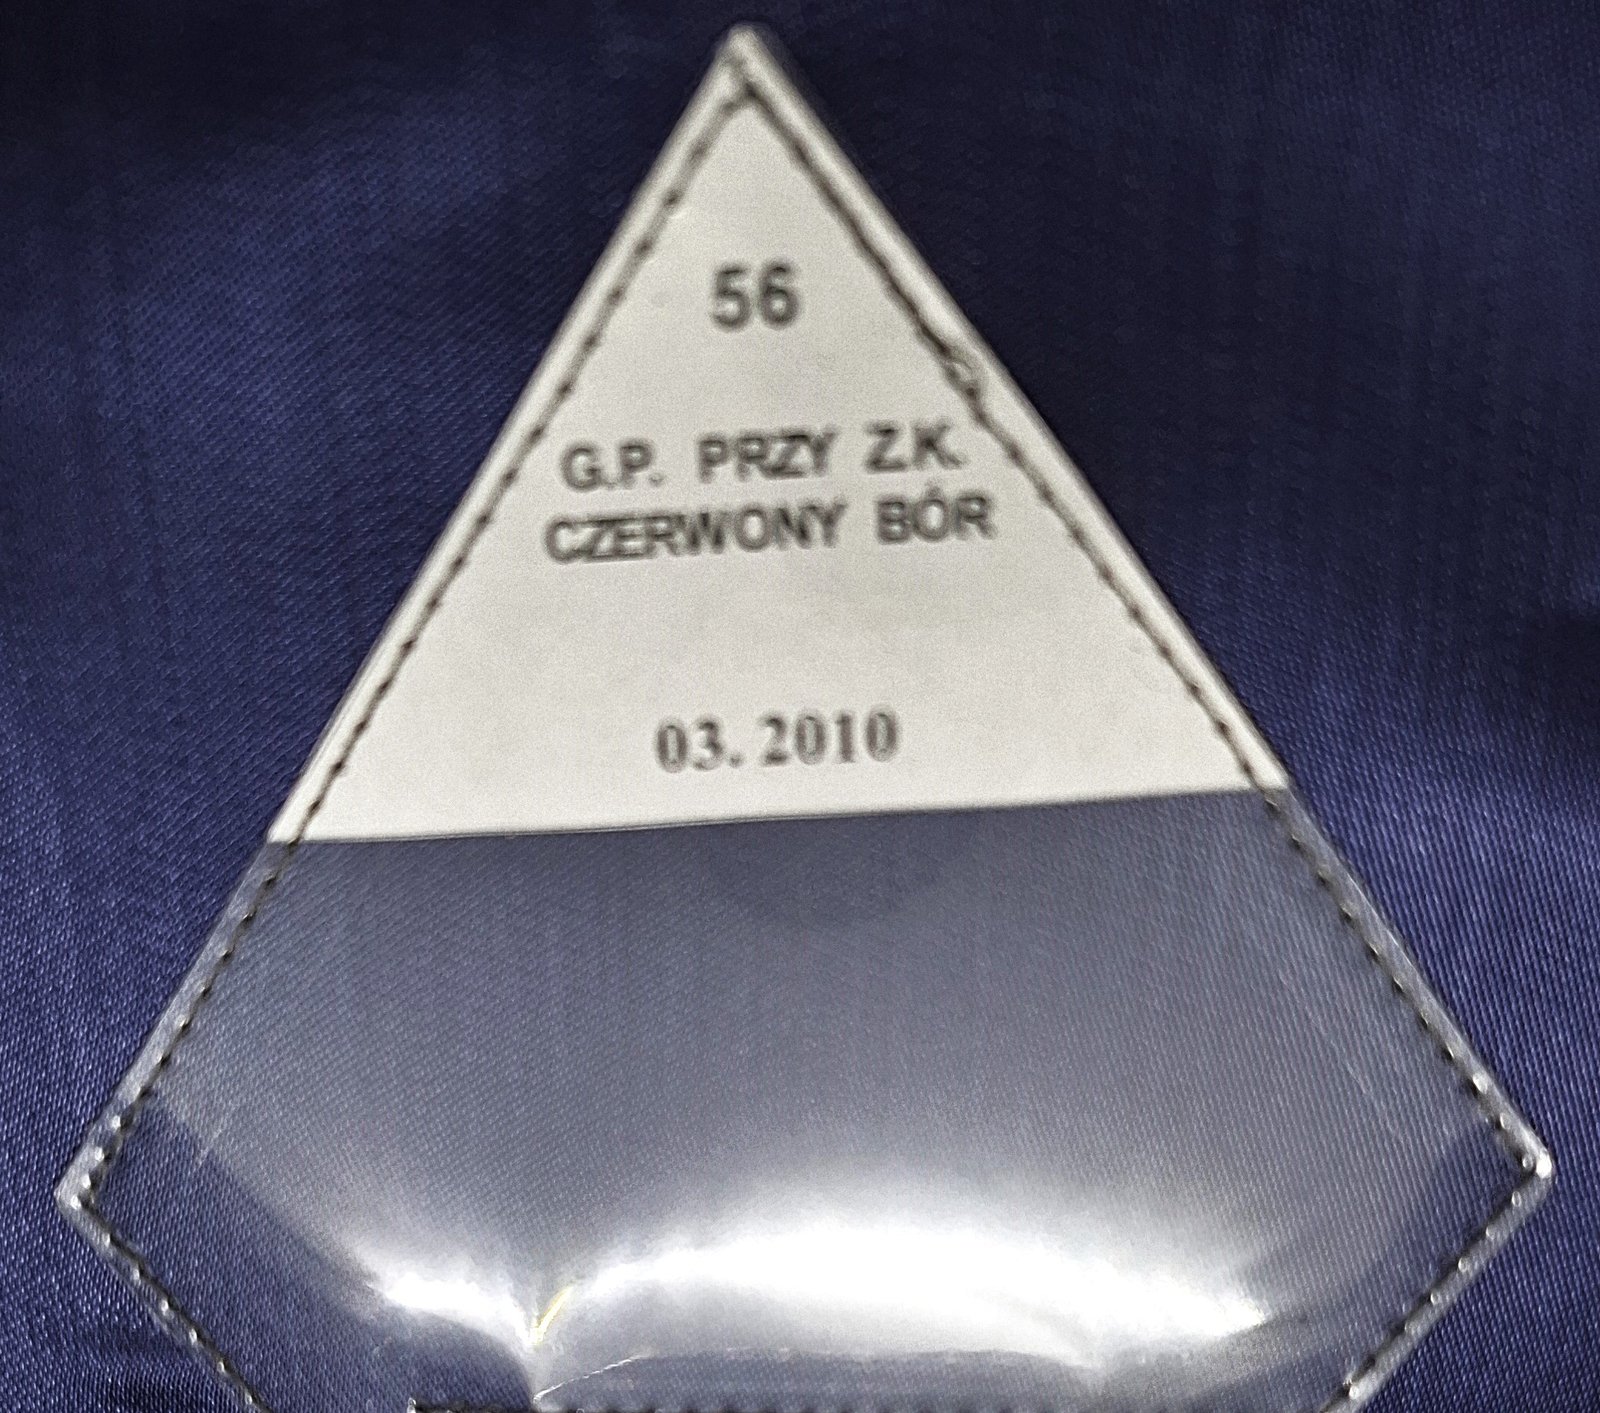 56
G.P. PRZY Z.K.
CZERWONY BÓR
03. 2010